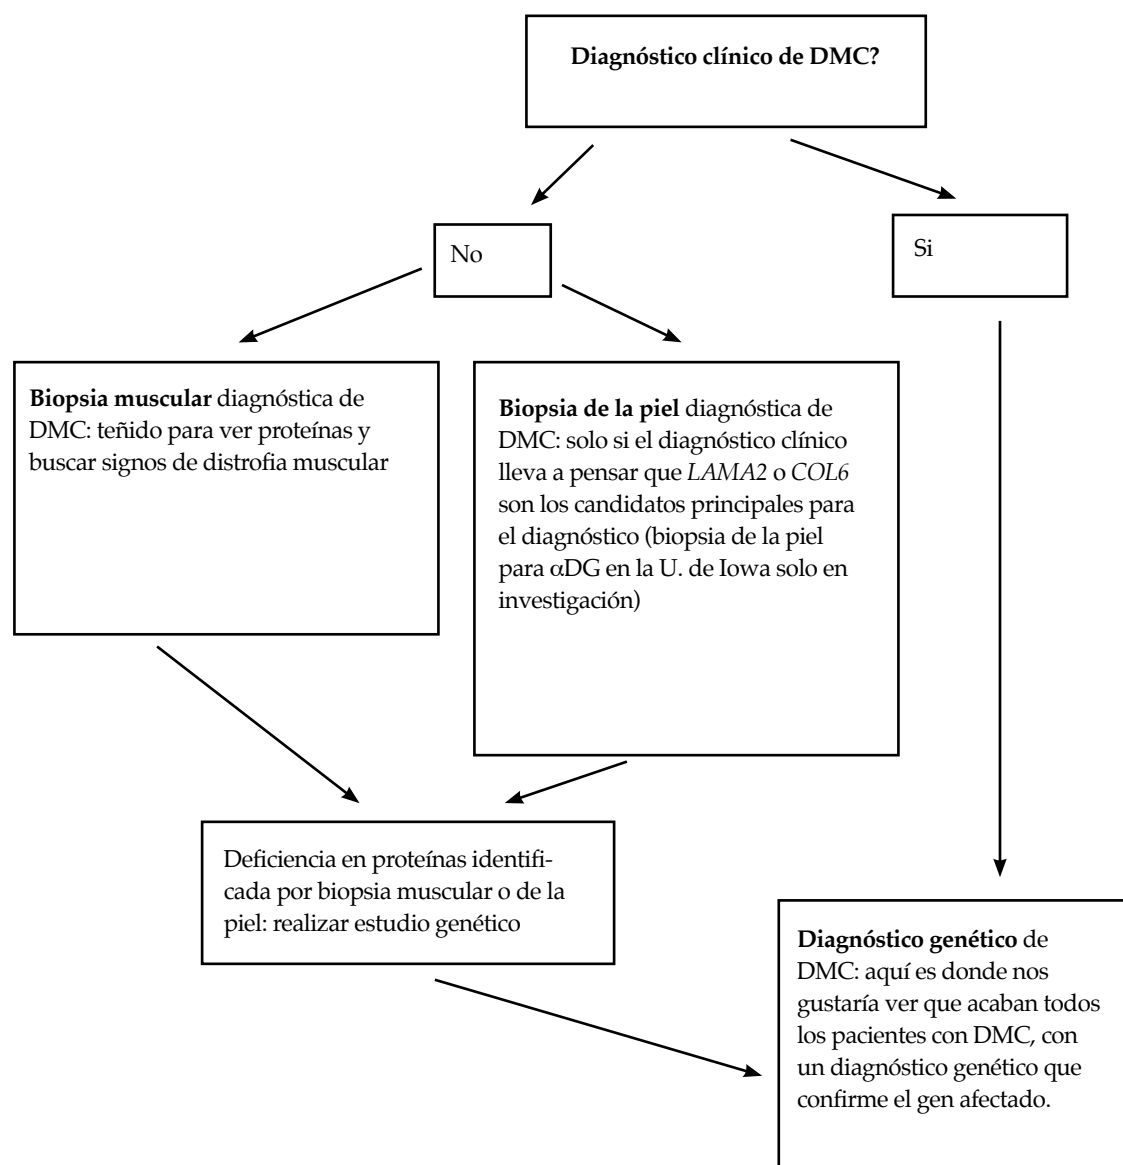 Diagnóstico clínico de DMC?
No
Si
Biopsia muscular diagnóstica de
DMC: teñido para ver proteínas y
buscar signos de distrofia muscular
Biopsia de la piel diagnóstica de
DMC: solo si el diagnóstico clínico
lleva a pensar que LAMA2 o COL6
son los candidatos principales para
el diagnóstico (biopsia de la piel
para αDG en la U. de Iowa solo en
investigación)
Deficiencia en proteínas identifi-
cada por biopsia muscular o de la
piel: realizar estudio genético
Diagnóstico genético de
DMC: aquí es donde nos
gustaría ver que acaban todos
los pacientes con DMC, con
un diagnóstico genético que
confirme el gen afectado.